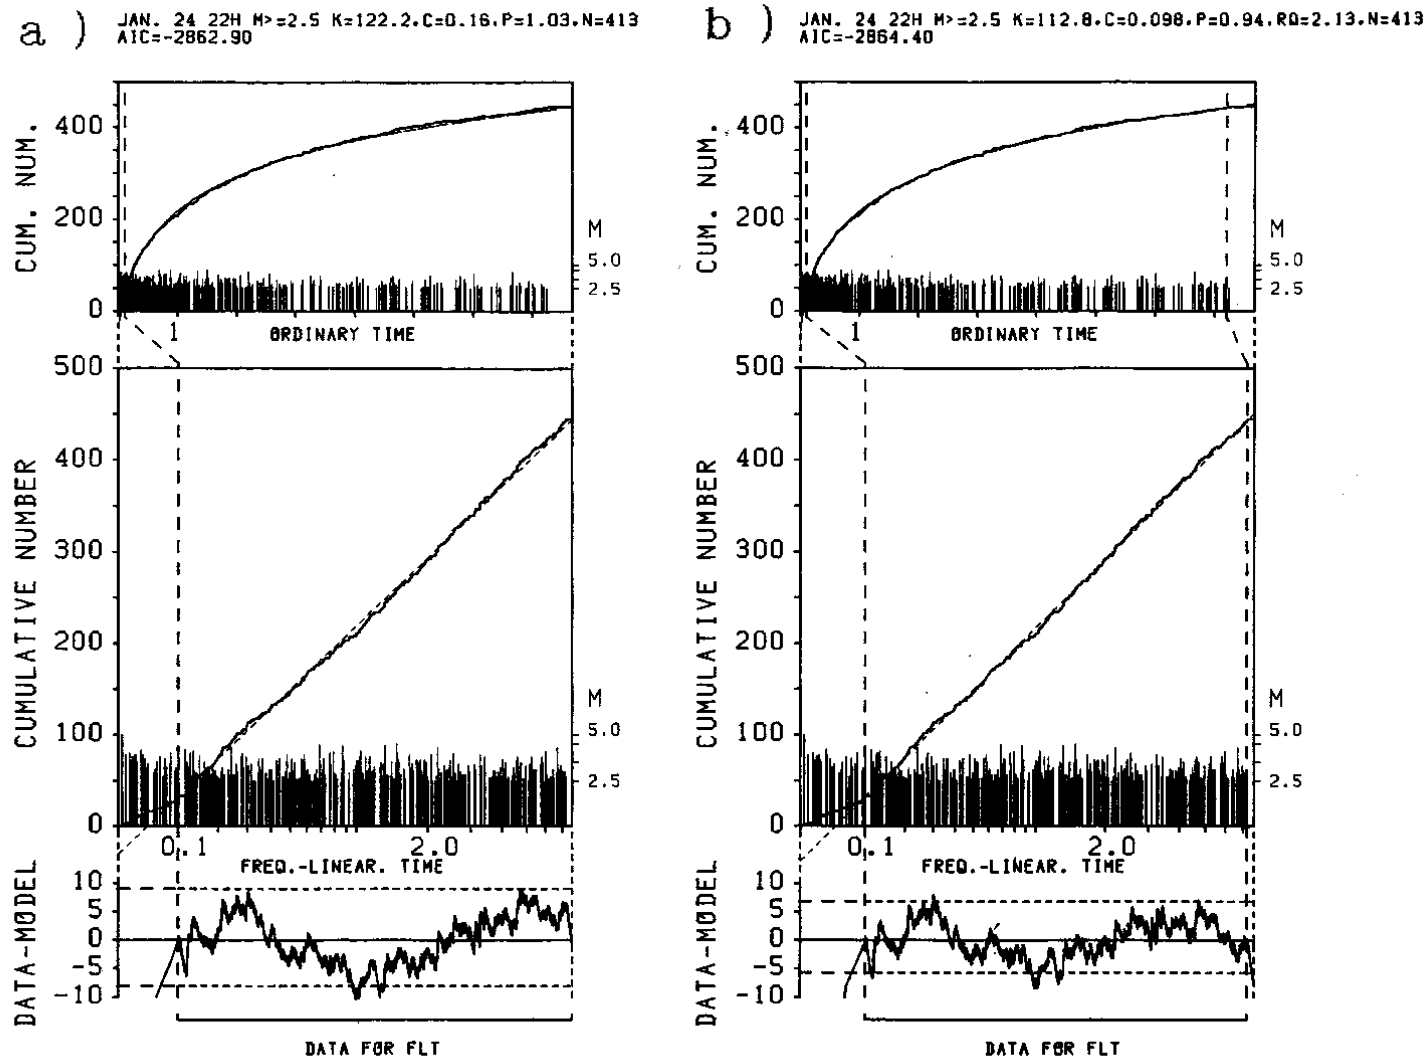 a )
JAN. 24 22H M>=2.5 K=122.2,C=0.16,P=1.03,N=413
AIC=-2862.90
CUM. NUM.
400
200
0
M
5.0
2.5
1
ORDINARY TIME
CUMULATIVE NUMBER
500
400
300
200
100
0
M
5.0
2.5
0.1
2.0
FREQ.-LINEAR. TIME
DATA-MODEL
10
5
0
-5
-10
DATA FOR FLT
b )
JAN. 24 22H M>=2.5 K=112.8,C=0.098,P=0.94,RQ=2.13,N=413
AIC=-2864.40
CUM. NUM.
400
200
0
M
5.0
2.5
1
ORDINARY TIME
CUMULATIVE NUMBER
500
400
300
200
100
0
M
5.0
2.5
0.1
2.0
FREQ.-LINEAR. TIME
DATA-MODEL
10
5
0
-5
-10
DATA FOR FLT